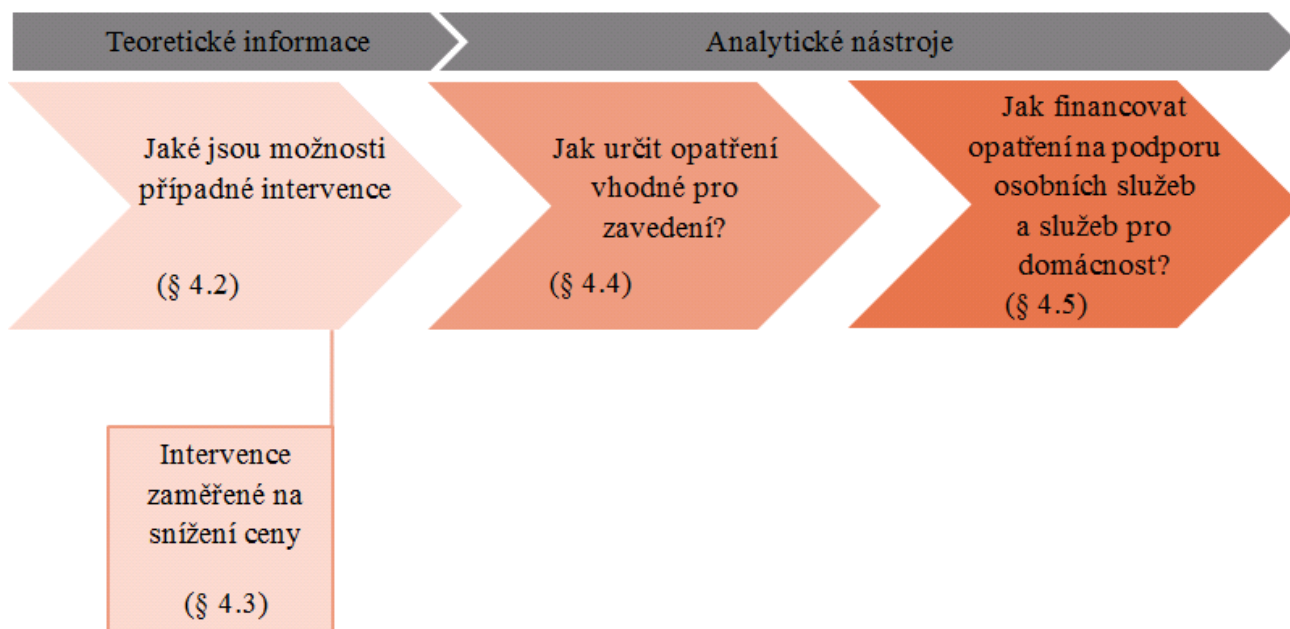 Teoretické informace
Analytické nástroje
Jaké jsou možnosti
případné intervence
(§ 4.2)
Jak určit opatření
vhodné pro
zavedení?
(§ 4.4)
Jak financovat
opatření na podporu
osobních služeb
a služeb pro
domácnost?
(§ 4.5)
Intervence
zaměřené na
snížení ceny
(§ 4.3)